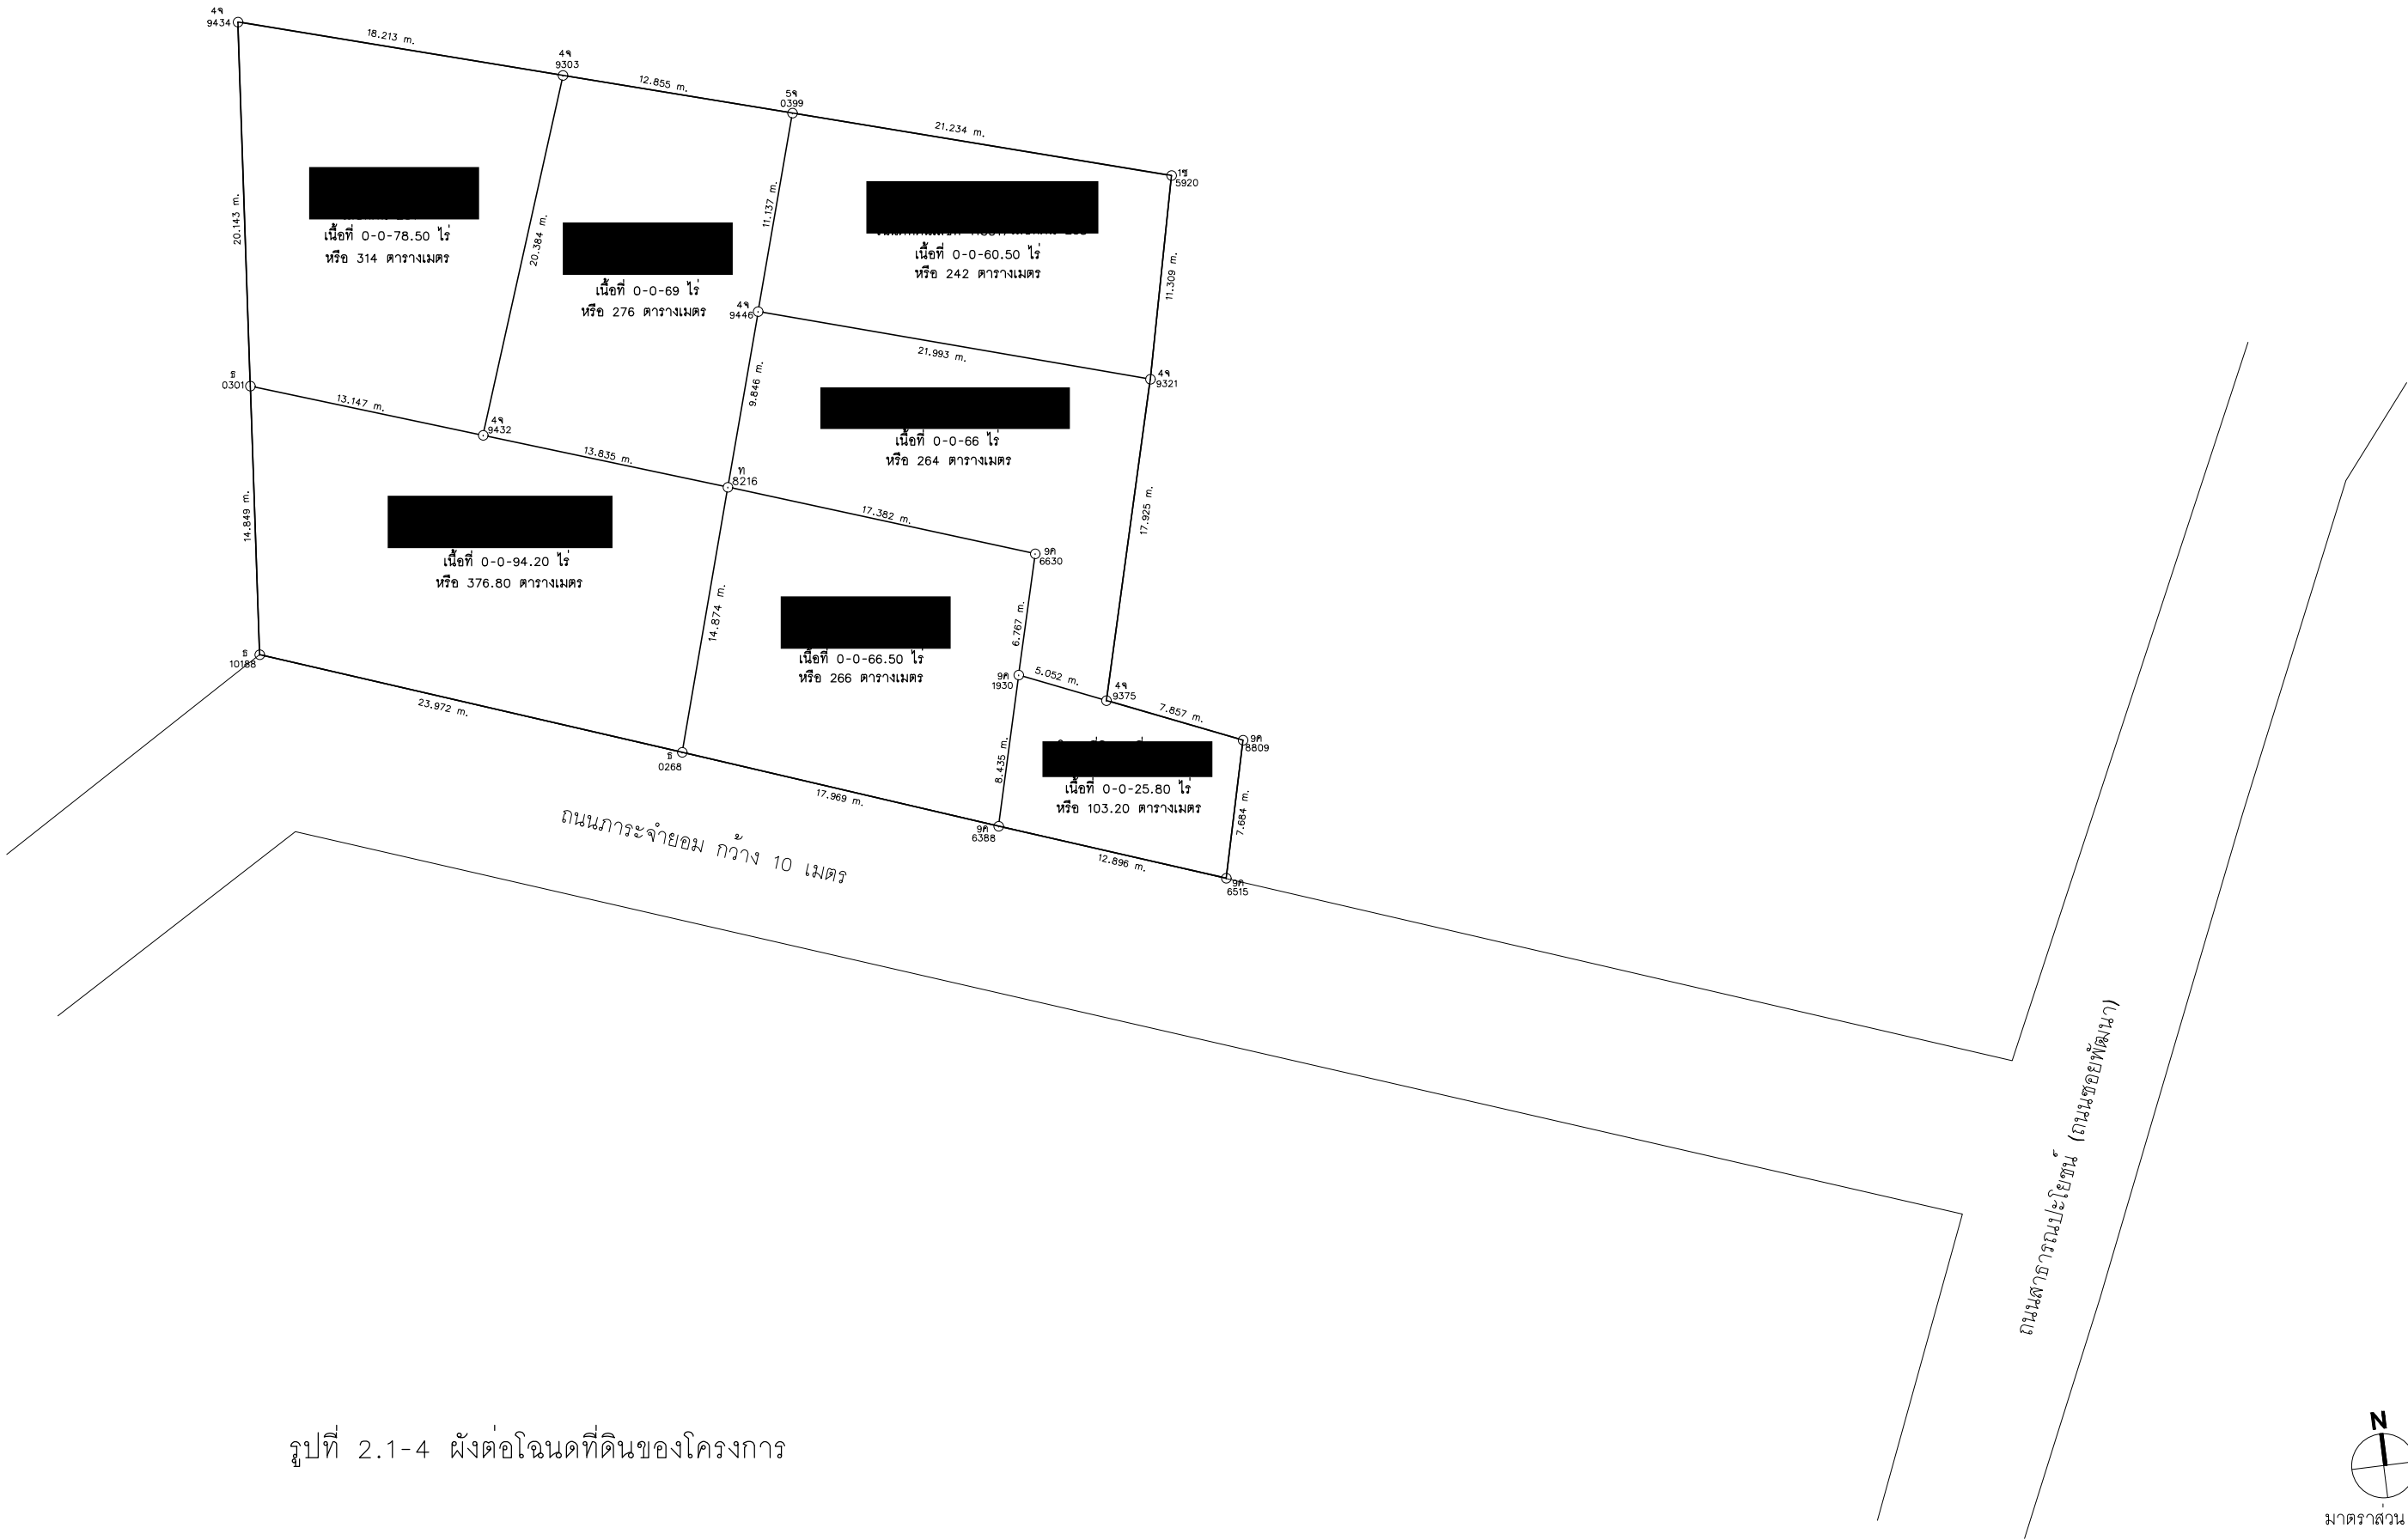 4จ
9434
18.213 m.
4จ
9303
12.855 m.
5จ
0399
21.234 m.
1ช
5920
20.143 m.
20.384 m.
11.137 m.
11.309 m.
เนื้อที่ 0-0-78.50 ไร่
หรือ 314 ตารางเมตร
เนื้อที่ 0-0-69 ไร่
หรือ 276 ตารางเมตร
เนื้อที่ 0-0-60.50 ไร่
หรือ 242 ตารางเมตร
4จ
9446
21.993 m.
4จ
9321
ธ
0301
13.147 m.
4จ
9432
9.846 m.
เนื้อที่ 0-0-66 ไร่
หรือ 264 ตารางเมตร
13.835 m.
ท
8216
17.382 m.
9ค
6630
17.925 m.
14.849 m.
เนื้อที่ 0-0-94.20 ไร่
หรือ 376.80 ตารางเมตร
14.874 m.
เนื้อที่ 0-0-66.50 ไร่
หรือ 266 ตารางเมตร
6.767 m.
ธ
10188
23.972 m.
9ค
1930
5.052 m.
4จ
9375
7.857 m.
9ค
8809
ธ
0268
17.969 m.
8.435 m.
เนื้อที่ 0-0-25.80 ไร่
หรือ 103.20 ตารางเมตร
7.684 m.
9ค
6388
12.896 m.
9ค
6515
ถนนภาระจำยอม กว้าง 10 เมตร
ถนนสาธารณประโยชน์ (ถนนซอยพัฒนา)
รูปที่ 2.1-4 ผังต่อโฉนดที่ดินของโครงการ
N
มาตราส่วน